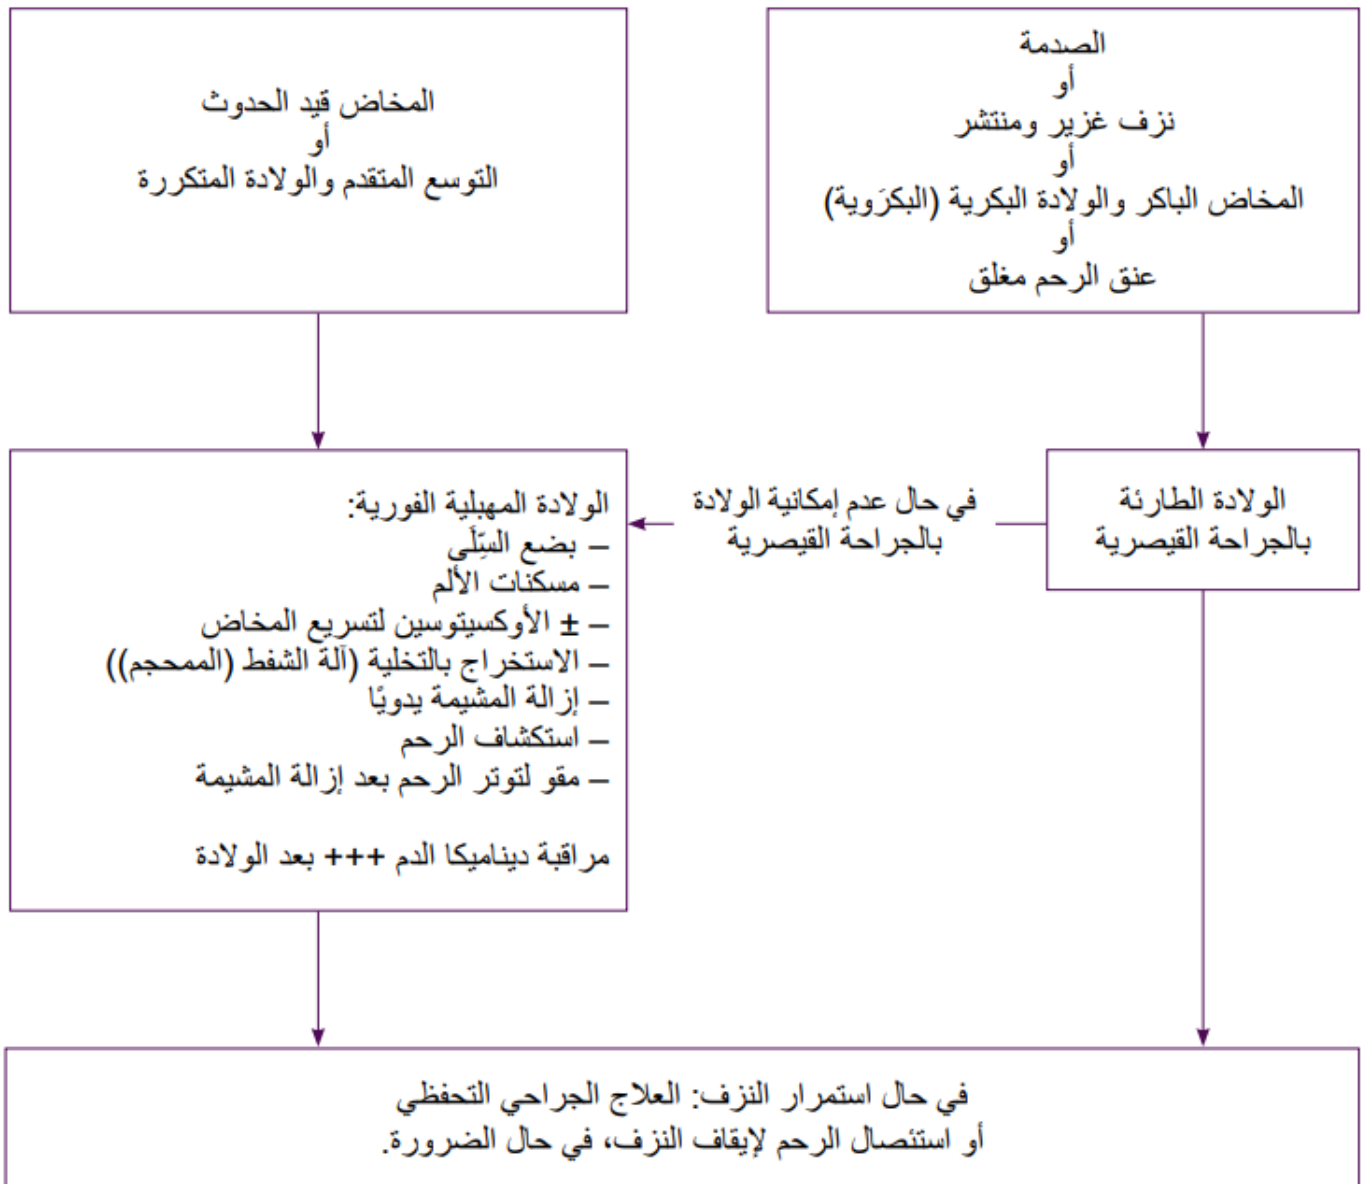 الصدمة
أو
نزف غزير ومنتشر
أو
المخاض الباكر والولادة البكرية (البكرَوية)
أو
عنق الرحم مغلق
المخاض قيد الحدوث
أو
التوسع المتقدم والولادة المتكررة
الولادة الطارئة
بالجراحة القيصرية
في حال عدم إمكانية الولادة
بالجراحة القيصرية
الولادة المهبلية الفورية:
– بضع السِّلَى
– مسكنات الألم
– ± الأوكسيتوسين لتسريع المخاض
– الاستخراج بالتخلية (آلة الشفط (الممحجم))
– إزالة المشيمة يدويًا
– استكشاف الرحم
– مقو لتوتر الرحم بعد إزالة المشيمة
مراقبة ديناميكا الدم +++ بعد الولادة
في حال استمرار النزف: العلاج الجراحي التحفظي
أو استئصال الرحم لإيقاف النزف، في حال الضرورة.